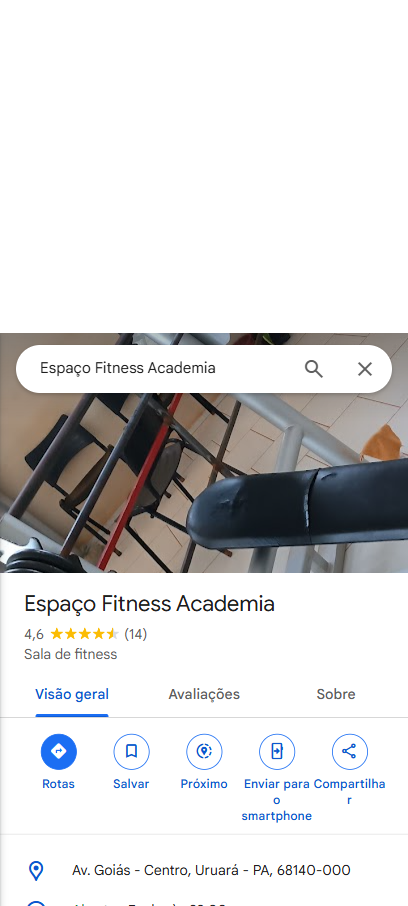 Espaço Fitness Academia
Espaço Fitness Academia
4,6 (14)
Sala de fitness
Visão geral Avaliações Sobre
Rotas Salvar Próximo Enviar para o smartphone Compartilhar
Av. Goiás - Centro, Uruará - PA, 68140-000